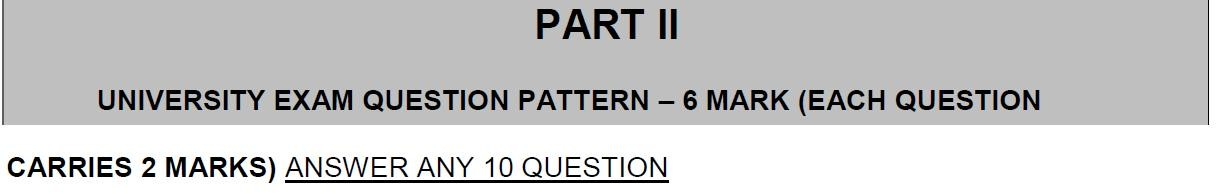 PART II
UNIVERSITY EXAM QUESTION PATTERN – 6 MARK (EACH QUESTION
CARRIES 2 MARKS) ANSWER ANY 10 QUESTION